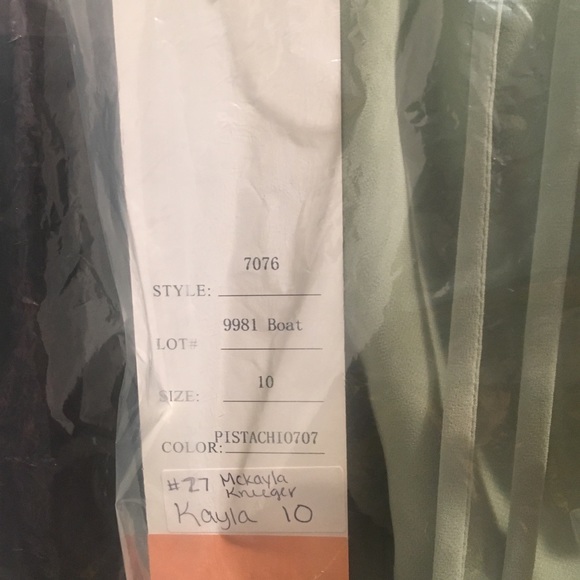 7076
STYLE:
9981 Boat
LOT#
10
SIZE:
PISTACHIO707
COLOR:
#27 Mckayla
Krueger
Kayla 10